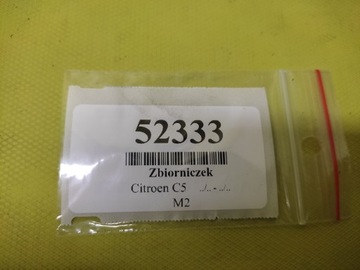 52333
Zbiorniczek
Citroen C5 ../.. - ../..
M2